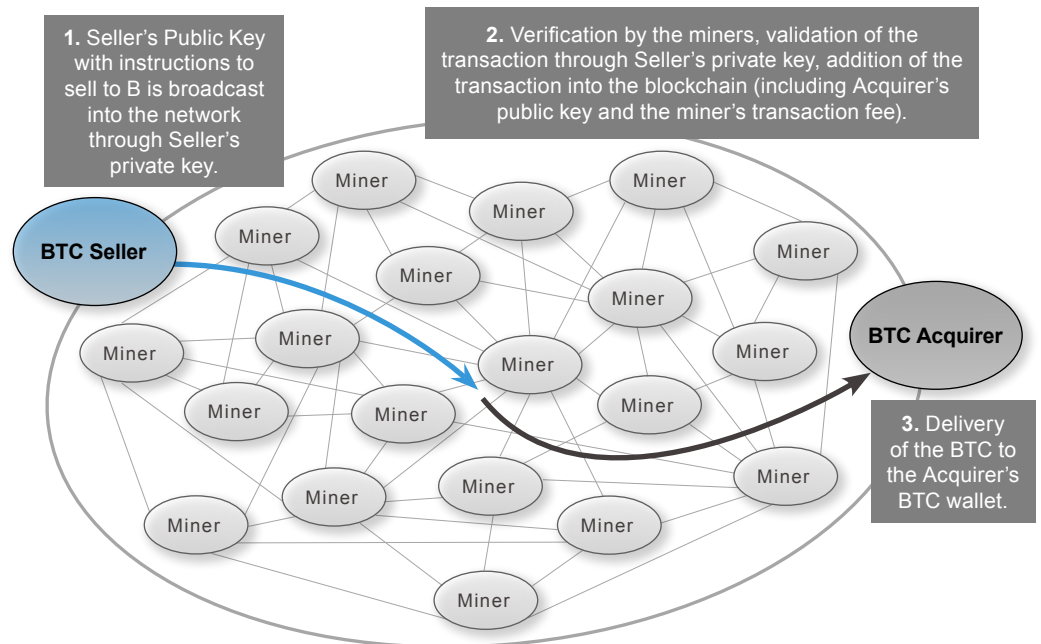 1. Seller's Public Key
with instructions to
sell to B is broadcast
into the network
through Seller's
private key.
2. Verification by the miners, validation of the
transaction through Seller's private key, addition of the
transaction into the blockchain (including Acquirer's
public key and the miner's transaction fee).
Miner
Miner
Miner
Miner
BTC Seller
Miner
Miner
Miner
Miner
BTC Acquirer
Miner
Miner
Miner
Miner
Miner
Miner
3. Delivery
of the BTC to
the Acquirer's
BTC wallet.
Miner
Miner
Miner
Miner
Miner
Miner